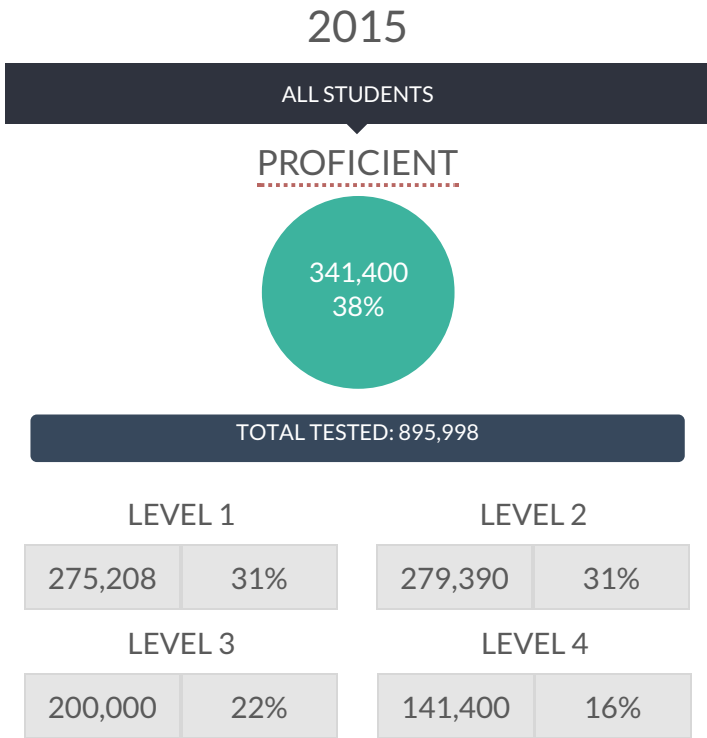 2015
ALL STUDENTS
PROFICIENT
341,400
38%
TOTAL TESTED: 895,998
LEVEL 1
275,208 31%
LEVEL 2
279,390 31%
LEVEL 3
200,000 22%
LEVEL 4
141,400 16%